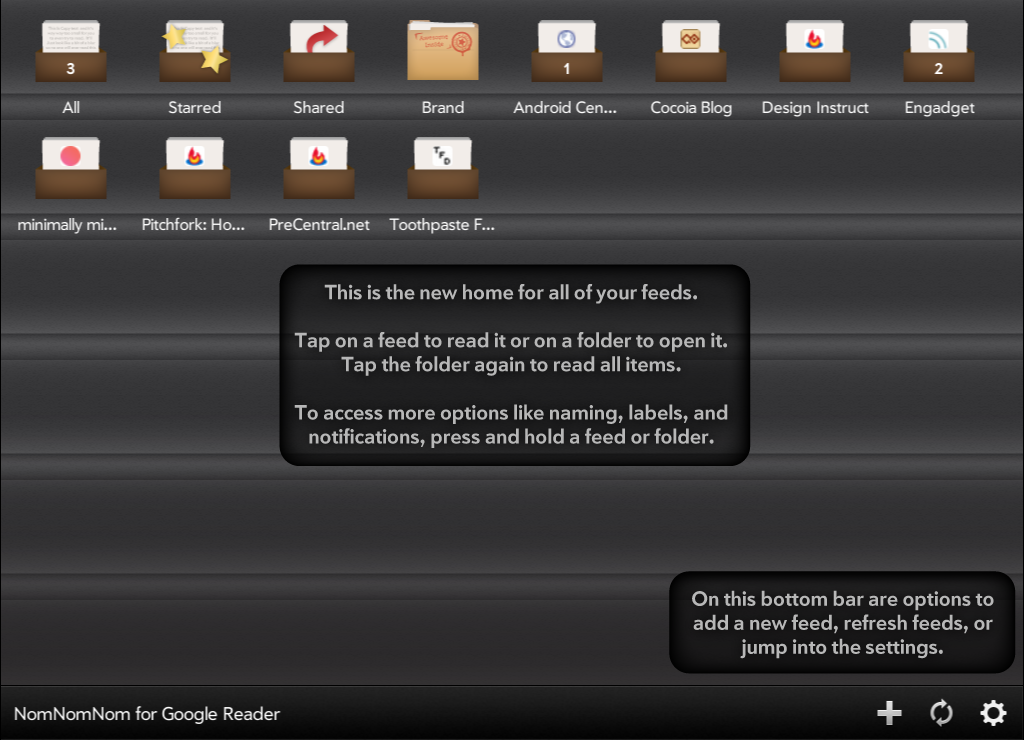 3
1
2
All
Starred
Shared
Brand
Android Cen...
Cocoia Blog
Design Instruct
Engadget
TFD
minimally mi...
Pitchfork: Ho...
PreCentral.net
Toothpaste F...
This is the new home for all of your feeds.
Tap on a feed to read it or on a folder to open it.
Tap the folder again to read all items.
To access more options like naming, labels, and
notifications, press and hold a feed or folder.
On this bottom bar are options to
add a new feed, refresh feeds, or
jump into the settings.
NomNomNom for Google Reader